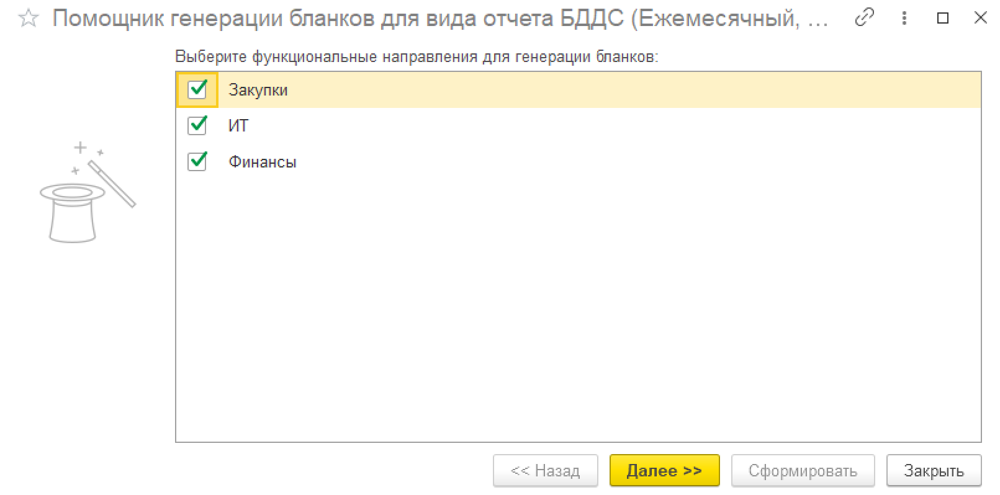 Помощник генерации бланков для вида отчета БДДС (Ежемесячный, ...
Выберите функциональные направления для генерации бланков:
Закупки
ИТ
Финансы
<< Назад
Далее >>
Сформировать
Закрыть